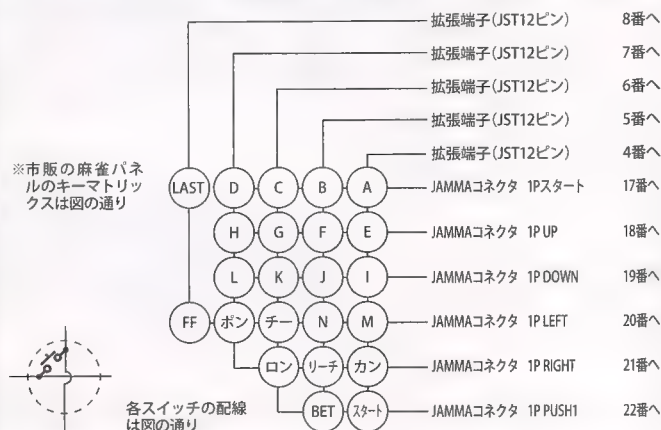 拡張端子(JST12ピン) 8番へ
拡張端子(JST12ピン) 7番へ
拡張端子(JST12ピン) 6番へ
拡張端子(JST12ピン) 5番へ
拡張端子(JST12ピン) 4番へ
※市販の麻雀パネ
ルのキーマトリッ
クスは図の通り
LAST D C B A JAMMAコネクタ 1Pスタート 17番へ
H G F E JAMMAコネクタ 1P UP 18番へ
L K J I JAMMAコネクタ 1P DOWN 19番へ
FF ポン チー N M JAMMAコネクタ 1P LEFT 20番へ
ロン リーチ カン JAMMAコネクタ 1P RIGHT 21番へ
BET スタート JAMMAコネクタ 1P PUSH1 22番へ
各スイッチの配線
は図の通り